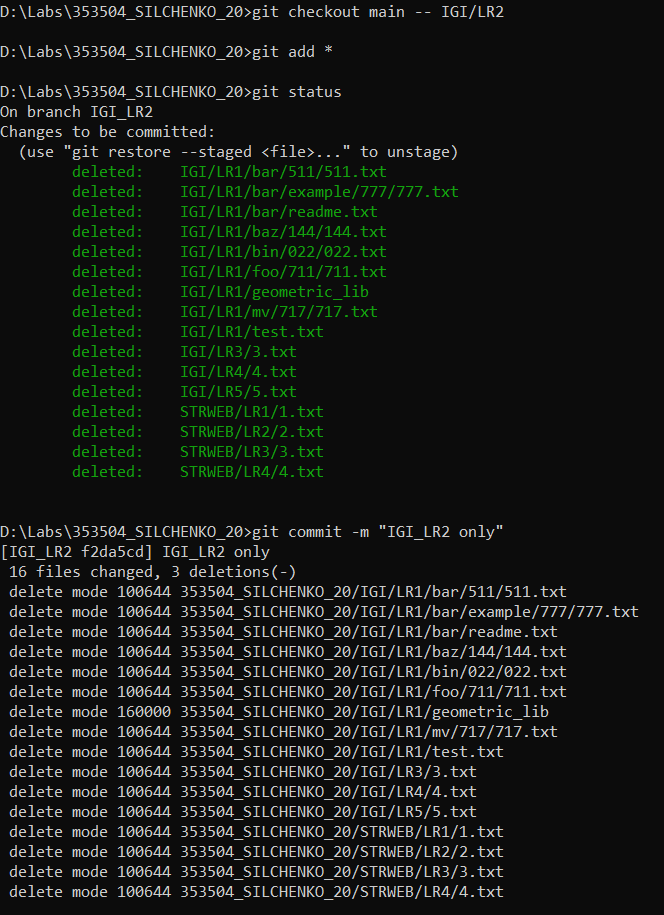 D:\Labs\353504_SILCHENKO_20>git checkout main -- IGI/LR2
D:\Labs\353504_SILCHENKO_20>git add *
D:\Labs\353504_SILCHENKO_20>git status
On branch IGI_LR2
Changes to be committed:
  (use "git restore --staged <file>..." to unstage)
        deleted:    IGI/LR1/bar/511/511.txt
        deleted:    IGI/LR1/bar/example/777/777.txt
        deleted:    IGI/LR1/bar/readme.txt
        deleted:    IGI/LR1/baz/144/144.txt
        deleted:    IGI/LR1/bin/022/022.txt
        deleted:    IGI/LR1/foo/711/711.txt
        deleted:    IGI/LR1/geometric_lib
        deleted:    IGI/LR1/mv/717/717.txt
        deleted:    IGI/LR1/test.txt
        deleted:    IGI/LR3/3.txt
        deleted:    IGI/LR4/4.txt
        deleted:    IGI/LR5/5.txt
        deleted:    STRWEB/LR1/1.txt
        deleted:    STRWEB/LR2/2.txt
        deleted:    STRWEB/LR3/3.txt
        deleted:    STRWEB/LR4/4.txt
D:\Labs\353504_SILCHENKO_20>git commit -m "IGI_LR2 only"
[IGI_LR2 f2da5cd] IGI_LR2 only
 16 files changed, 3 deletions(-)
 delete mode 100644 353504_SILCHENKO_20/IGI/LR1/bar/511/511.txt
 delete mode 100644 353504_SILCHENKO_20/IGI/LR1/bar/example/777/777.txt
 delete mode 100644 353504_SILCHENKO_20/IGI/LR1/bar/readme.txt
 delete mode 100644 353504_SILCHENKO_20/IGI/LR1/baz/144/144.txt
 delete mode 100644 353504_SILCHENKO_20/IGI/LR1/bin/022/022.txt
 delete mode 100644 353504_SILCHENKO_20/IGI/LR1/foo/711/711.txt
 delete mode 160000 353504_SILCHENKO_20/IGI/LR1/geometric_lib
 delete mode 100644 353504_SILCHENKO_20/IGI/LR1/mv/717/717.txt
 delete mode 100644 353504_SILCHENKO_20/IGI/LR1/test.txt
 delete mode 100644 353504_SILCHENKO_20/IGI/LR3/3.txt
 delete mode 100644 353504_SILCHENKO_20/IGI/LR4/4.txt
 delete mode 100644 353504_SILCHENKO_20/IGI/LR5/5.txt
 delete mode 100644 353504_SILCHENKO_20/STRWEB/LR1/1.txt
 delete mode 100644 353504_SILCHENKO_20/STRWEB/LR2/2.txt
 delete mode 100644 353504_SILCHENKO_20/STRWEB/LR3/3.txt
 delete mode 100644 353504_SILCHENKO_20/STRWEB/LR4/4.txt